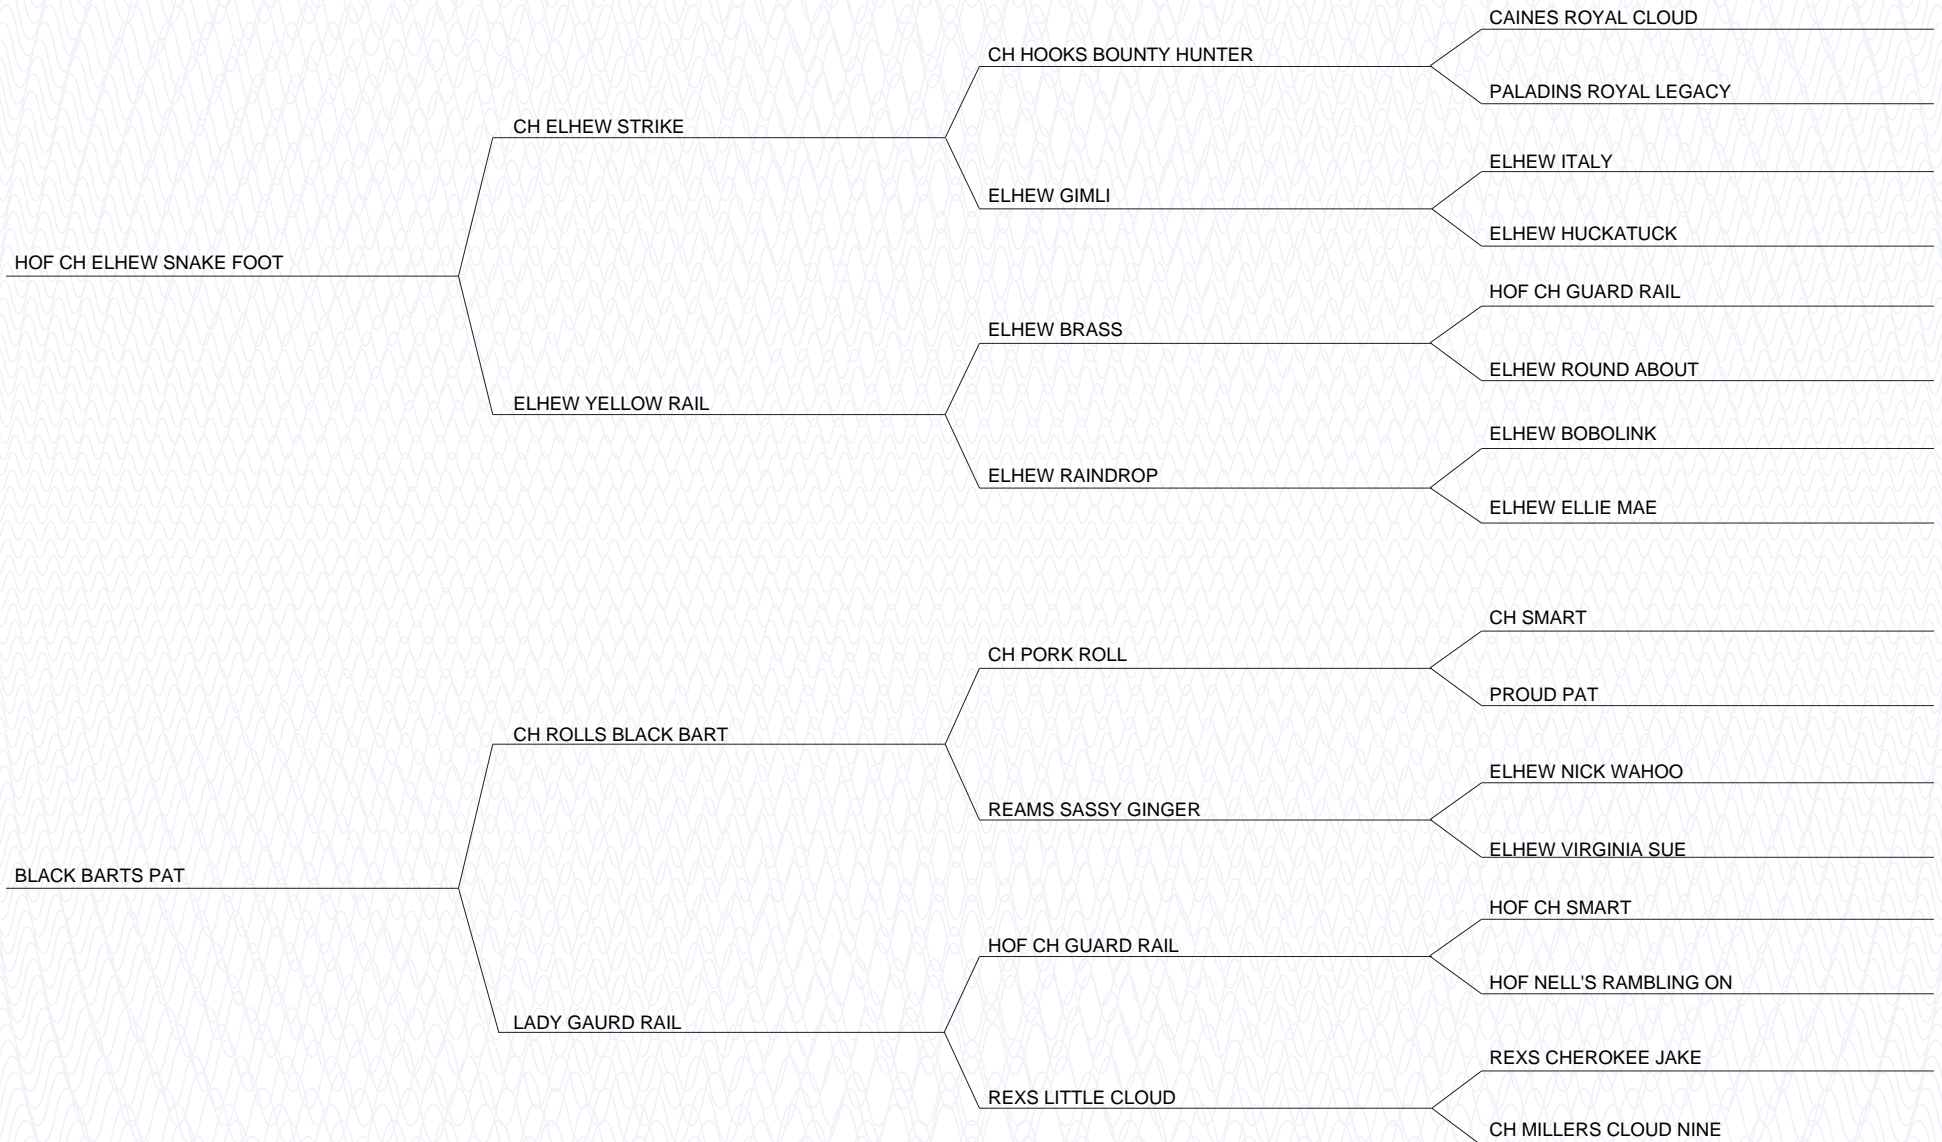 CAINES ROYAL CLOUD
CH HOOKS BOUNTY HUNTER
PALADINS ROYAL LEGACY
CH ELHEW STRIKE
ELHEW ITALY
ELHEW GIMLI
ELHEW HUCKATUCK
HOF CH ELHEW SNAKE FOOT
HOF CH GUARD RAIL
ELHEW BRASS
ELHEW ROUND ABOUT
ELHEW YELLOW RAIL
ELHEW BOBOLINK
ELHEW RAINDROP
ELHEW ELLIE MAE
CH SMART
CH PORK ROLL
PROUD PAT
CH ROLLS BLACK BART
ELHEW NICK WAHOO
REAMS SASSY GINGER
ELHEW VIRGINIA SUE
BLACK BARTS PAT
HOF CH SMART
HOF CH GUARD RAIL
HOF NELL'S RAMBLING ON
LADY GAURD RAIL
REXS CHEROKEE JAKE
REXS LITTLE CLOUD
CH MILLERS CLOUD NINE